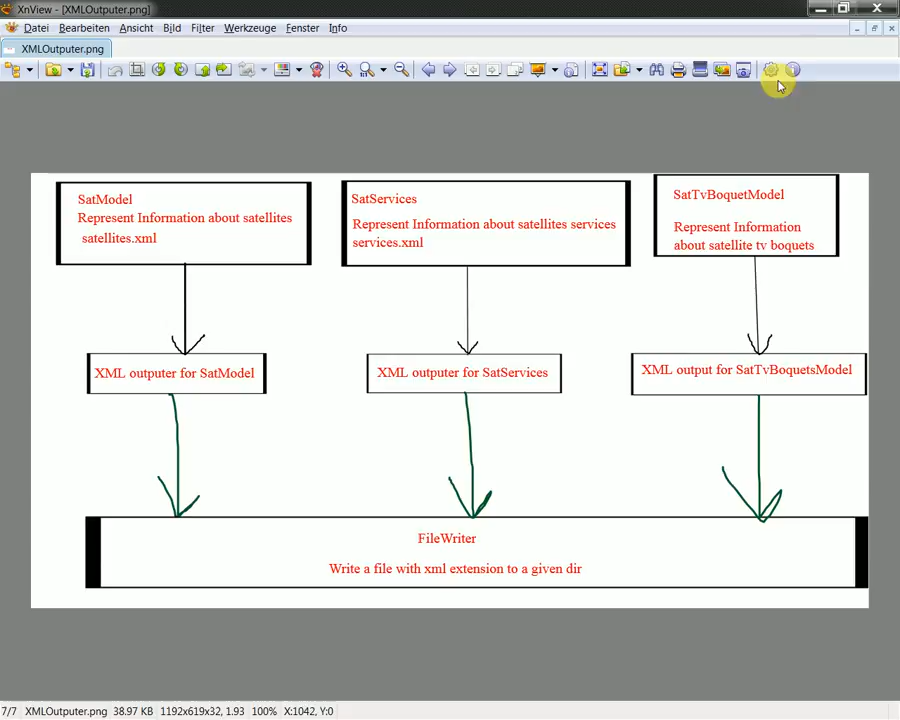 XnView - [XMLOutputer.png]
Datei Bearbeiten Ansicht Bild Filter Werkzeuge Fenster Info
XMLOutputer.png
SatModel
Represent Information about satellites
satellites.xml
SatServices
Represent Information about satellites services
services.xml
SatTvBoquetModel
Represent Information
about satellite tv boquets
XML outputer for SatModel
XML outputer for SatServices
XML output for SatTvBoquetsModel
FileWriter
Write a file with xml extension to a given dir
7/7 XMLOutputer.png 38.97 KB 1192x619x32, 1.93 100% X:1042, Y:0